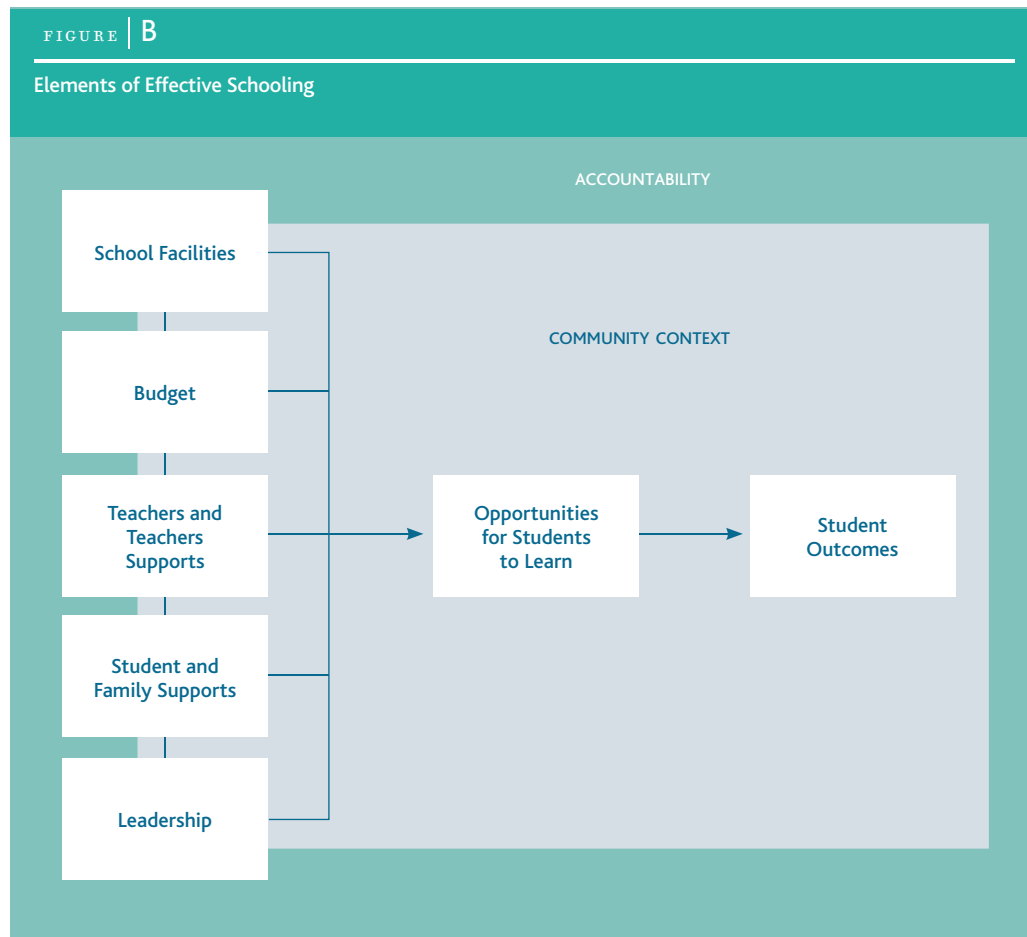 FIGURE B
Elements of Effective Schooling
ACCOUNTABILITY
School Facilities
COMMUNITY CONTEXT
Budget
Teachers and
Teachers
Supports
Opportunities
for Students
to Learn
Student
Outcomes
Student and
Family Supports
Leadership